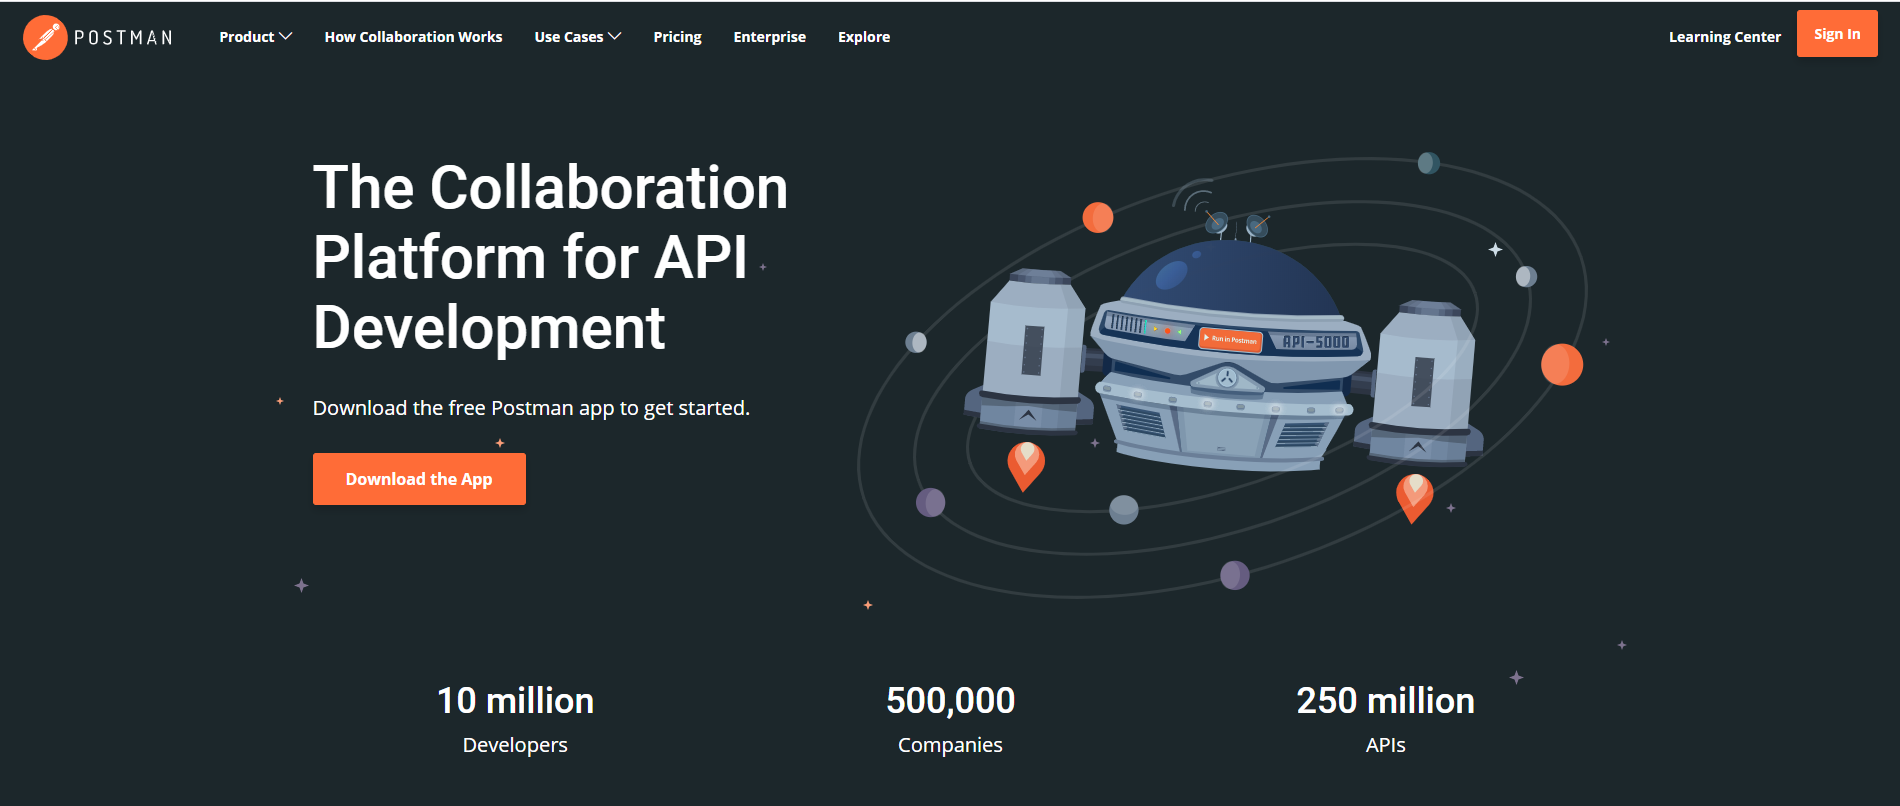 POSTMAN
Product
How Collaboration Works
Use Cases
Pricing
Enterprise
Explore
Learning Center
Sign In
The Collaboration
Platform for API
Development
Download the free Postman app to get started.
Download the App
Run in Postman
API-5000
10 million
Developers
500,000
Companies
250 million
APIs